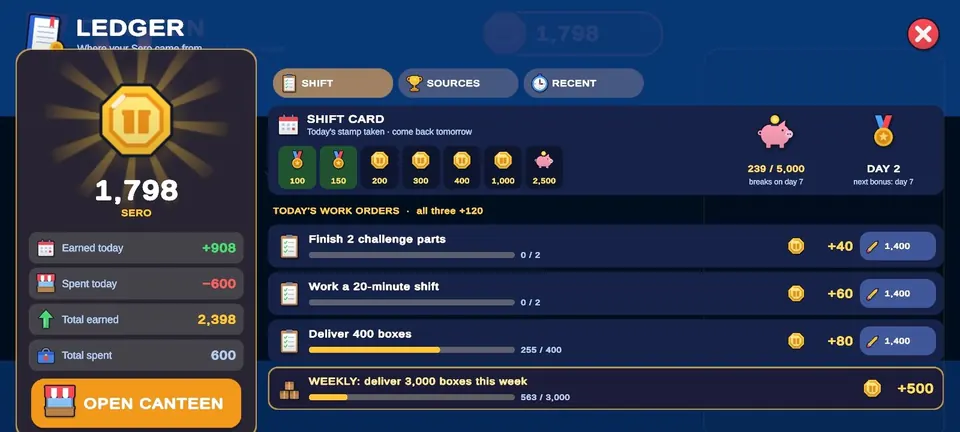 LEDGER
Where your Sero came from
1,798
SERO
Earned today +908
Spent today −600
Total earned 2,398
Total spent 600
OPEN CANTEEN
1,798
SHIFT
SOURCES
RECENT
SHIFT CARD
Today's stamp taken · come back tomorrow
100 150 200 300 400 1,000 2,500
239 / 5,000
breaks on day 7
DAY 2
next bonus: day 7
TODAY'S WORK ORDERS · all three +120
Finish 2 challenge parts
0 / 2
+40
1,400
Work a 20-minute shift
0 / 2
+60
1,400
Deliver 400 boxes
255 / 400
+80
1,400
WEEKLY: deliver 3,000 boxes this week
563 / 3,000
+500